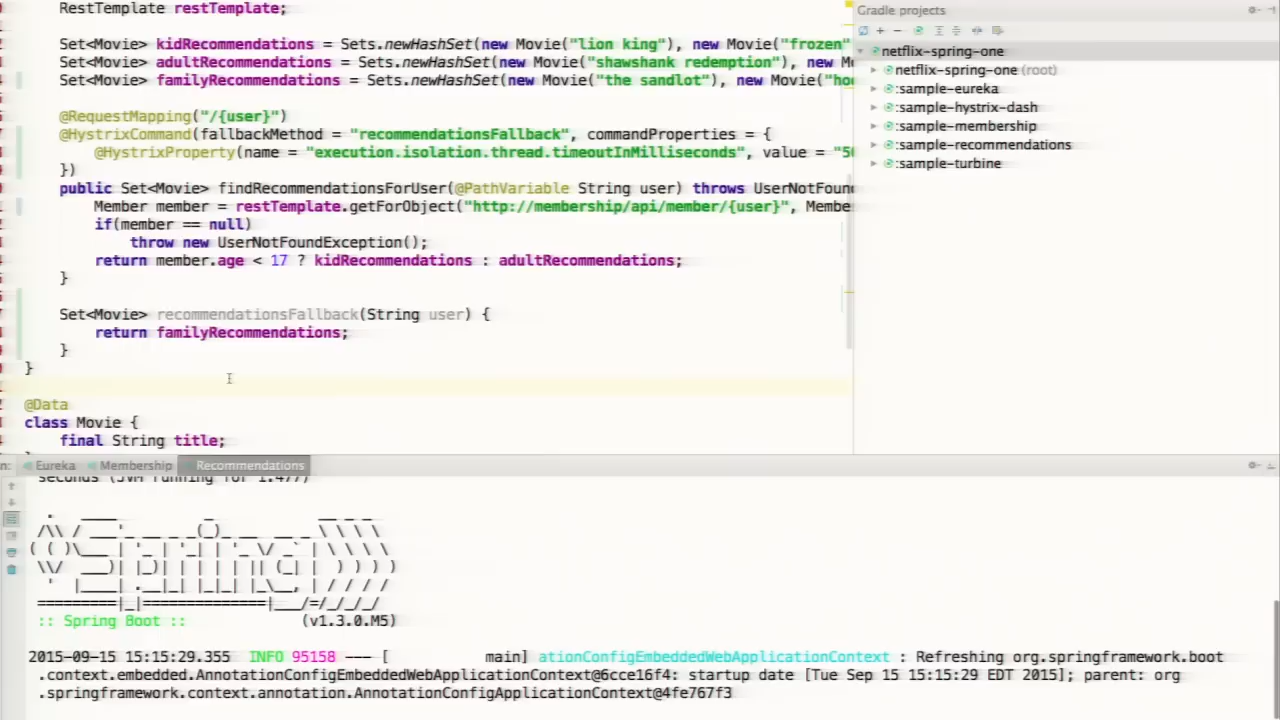 RestTemplate restTemplate;
Set<Movie> kidRecommendations = Sets.newHashSet(new Movie("lion king"), new Movie("frozen"
Set<Movie> adultRecommendations = Sets.newHashSet(new Movie("shawshank redemption"), new M
Set<Movie> familyRecommendations = Sets.newHashSet(new Movie("the sandlot"), new Movie("hoo
@RequestMapping("/{user}")
@HystrixCommand(fallbackMethod = "recommendationsFallback", commandProperties = {
@HystrixProperty(name = "execution.isolation.thread.timeoutInMilliseconds", value = "50
})
public Set<Movie> findRecommendationsForUser(@PathVariable String user) throws UserNotFoun
Member member = restTemplate.getForObject("http://membership/api/member/{user}", Membe
if(member == null)
throw new UserNotFoundException();
return member.age < 17 ? kidRecommendations : adultRecommendations;
}
Set<Movie> recommendationsFallback(String user) {
return familyRecommendations;
}
}
@Data
class Movie {
final String title;
Gradle projects
netflix-spring-one
netflix-spring-one (root)
:sample-eureka
:sample-hystrix-dash
:sample-membership
:sample-recommendations
:sample-turbine
n: Eureka Membership Recommendations
seconds (JVM running for 1.477)
:: Spring Boot :: (v1.3.0.M5)
2015-09-15 15:15:29.355 INFO 95158 --- [ main] ationConfigEmbeddedWebApplicationContext : Refreshing org.springframework.boot
.context.embedded.AnnotationConfigEmbeddedWebApplicationContext@6cce16f4: startup date [Tue Sep 15 15:15:29 EDT 2015]; parent: org
.springframework.context.annotation.AnnotationConfigApplicationContext@4fe767f3